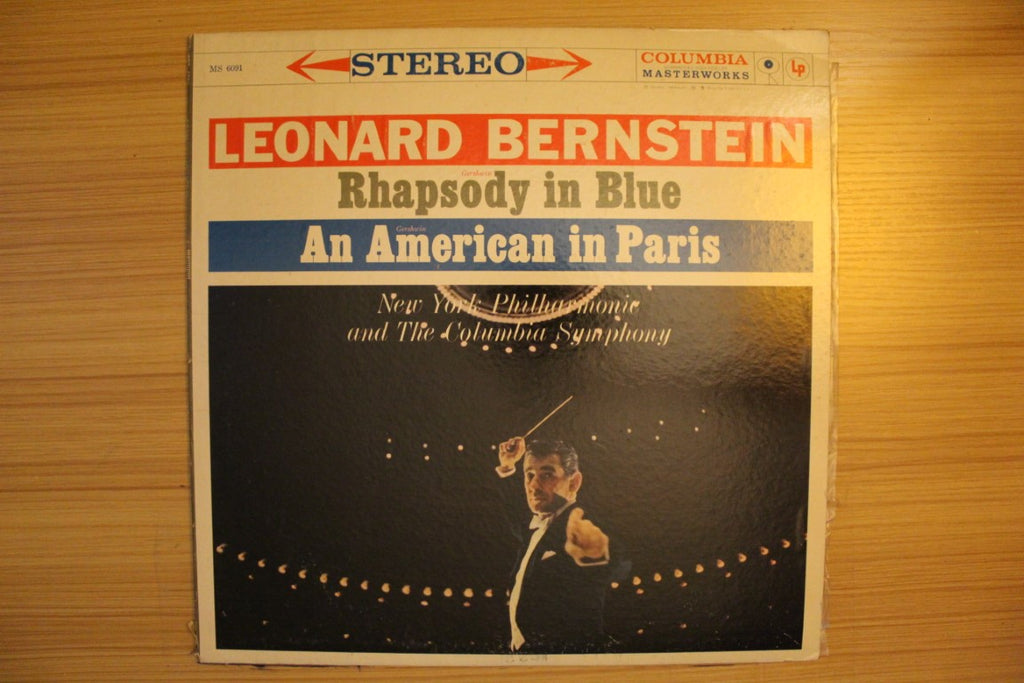 MS 6091
STEREO
COLUMBIA
MASTERWORKS
LP
LEONARD BERNSTEIN
Gershwin
Rhapsody in Blue
Gershwin
An American in Paris
New York Philharmonic
and The Columbia Symphony